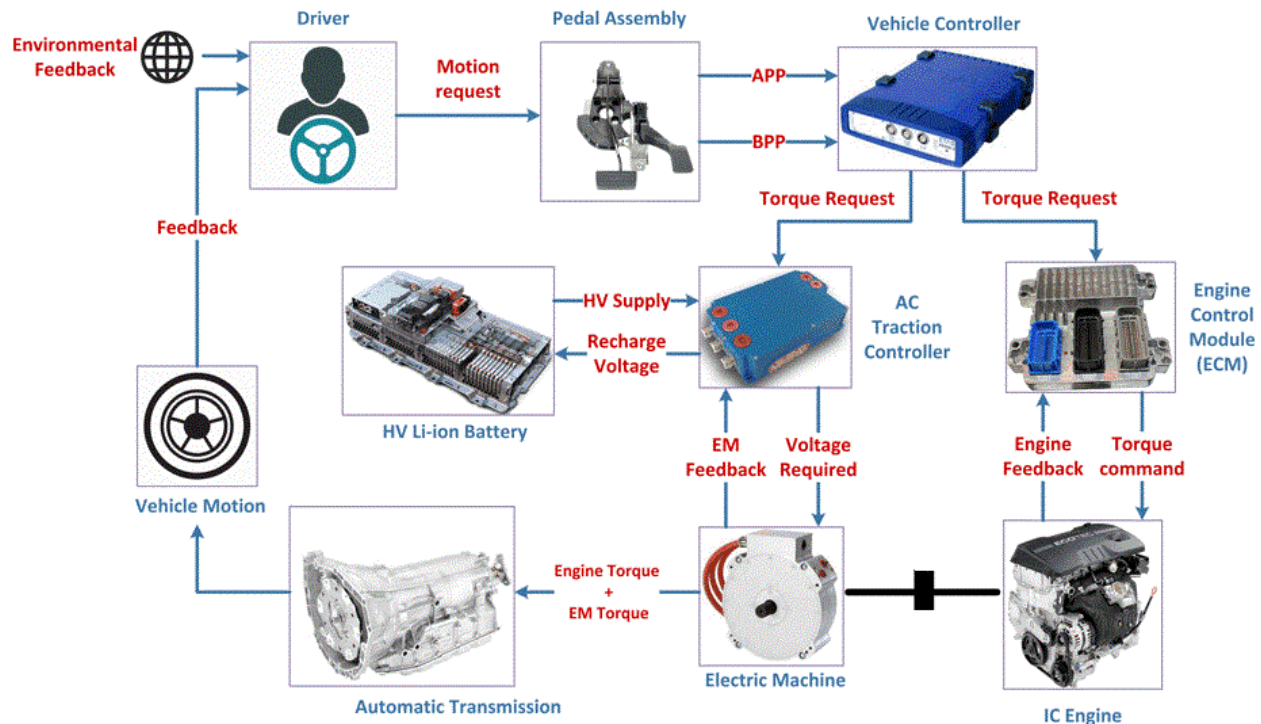 Driver
Pedal Assembly
Vehicle Controller
Environmental
Feedback
Motion
request
APP
BPP
Torque Request
Torque Request
Feedback
HV Supply
Recharge
Voltage
AC
Traction
Controller
Engine
Control
Module
(ECM)
HV Li-ion Battery
EM
Feedback
Voltage
Required
Engine
Feedback
Torque
command
Vehicle Motion
Engine Torque
+
EM Torque
ECOTEC
Automatic Transmission
Electric Machine
IC Engine